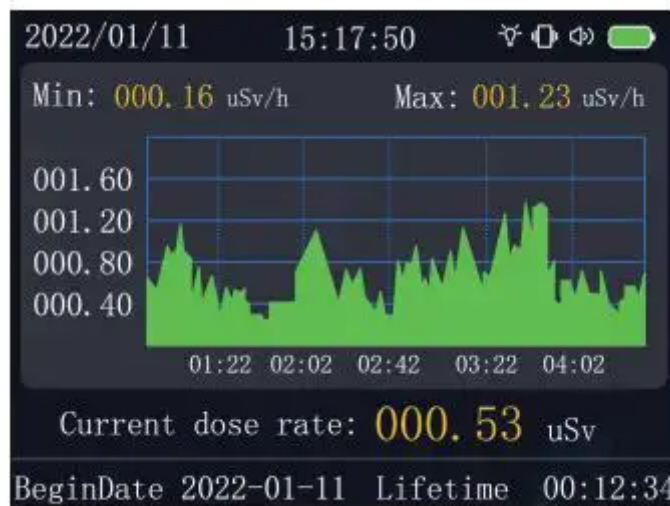 2022/01/11 15:17:50
Min: 000.16 uSv/h Max: 001.23 uSv/h
001.60
001.20
000.80
000.40
01:22 02:02 02:42 03:22 04:02
Current dose rate: 000.53 uSv
BeginDate 2022-01-11 Lifetime 00:12:34